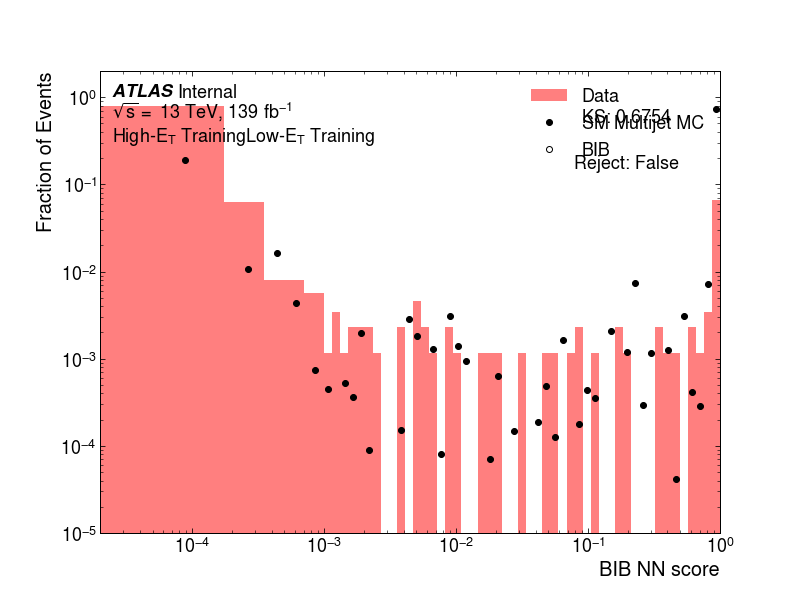 ATLAS Internal
√s = 13 TeV, 139 fb⁻¹
High-E_T TrainingLow-E_T Training
Data
KS: 0.6754
SM Multijet MC
BIB
Reject: False
Fraction of Events
10⁰
10⁻¹
10⁻²
10⁻³
10⁻⁴
10⁻⁵
10⁻⁴ 10⁻³ 10⁻² 10⁻¹ 10⁰
BIB NN score